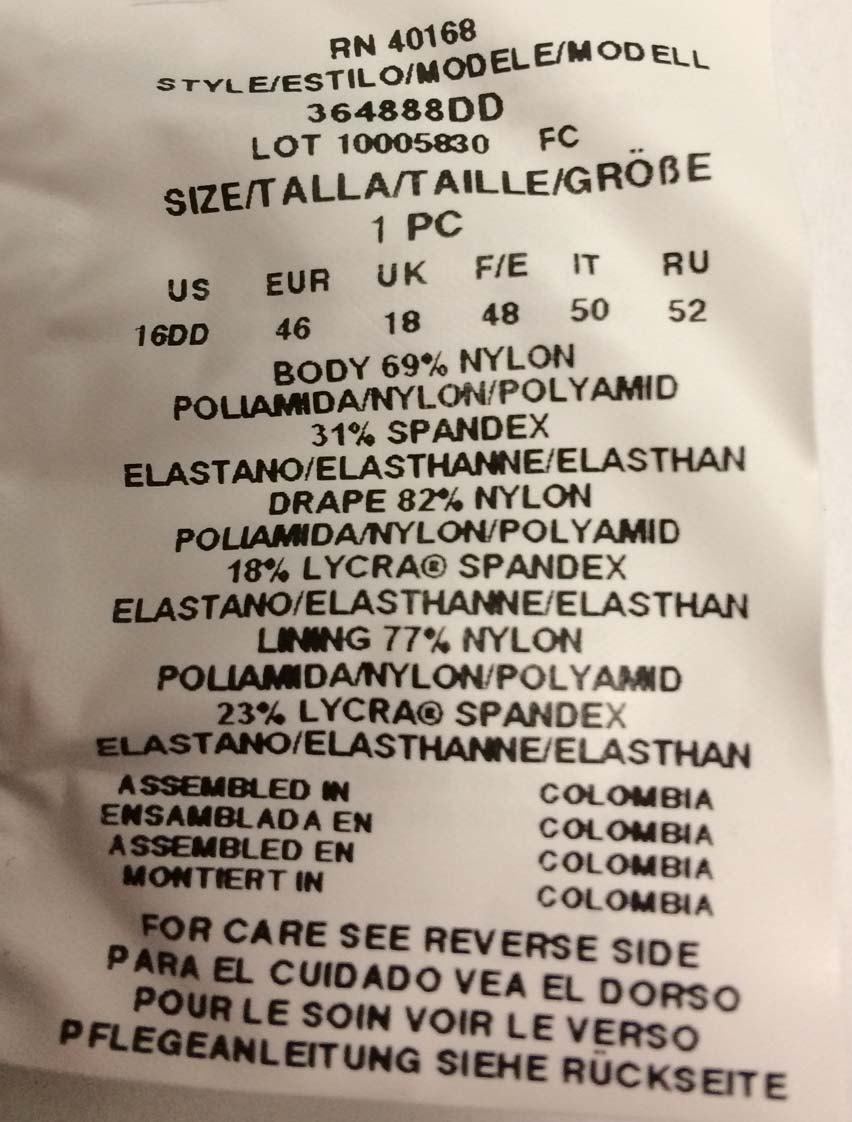 RN 40168
STYLE/ESTILO/MODELE/MODELL
364888DD
LOT 10005830 FC
SIZE/TALLA/TAILLE/GRÖßE
1 PC
US EUR UK F/E IT RU
16DD 46 18 48 50 52
BODY 69% NYLON
POLIAMIDA/NYLON/POLYAMID
31% SPANDEX
ELASTANO/ELASTHANNE/ELASTHAN
DRAPE 82% NYLON
POLIAMIDA/NYLON/POLYAMID
18% LYCRA® SPANDEX
ELASTANO/ELASTHANNE/ELASTHAN
LINING 77% NYLON
POLIAMIDA/NYLON/POLYAMID
23% LYCRA® SPANDEX
ELASTANO/ELASTHANNE/ELASTHAN
ASSEMBLED IN COLOMBIA
ENSAMBLADA EN COLOMBIA
ASSEMBLED EN COLOMBIA
MONTIERT IN COLOMBIA
FOR CARE SEE REVERSE SIDE
PARA EL CUIDADO VEA EL DORSO
POUR LE SOIN VOIR LE VERSO
PFLEGEANLEITUNG SIEHE RÜCKSEITE